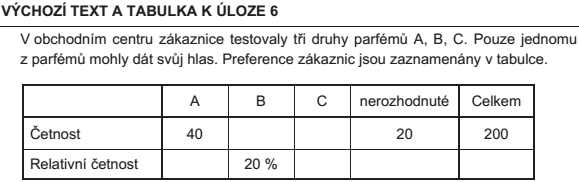 VÝCHOZÍ TEXT A TABULKA K ÚLOZE 6
V obchodním centru zákaznice testovaly tři druhy parfémů A, B, C. Pouze jednomu
z parfémů mohly dát svůj hlas. Preference zákaznic jsou zaznamenány v tabulce.
A B C nerozhodnuté Celkem
Četnost 40 20 200
Relativní četnost 20 %